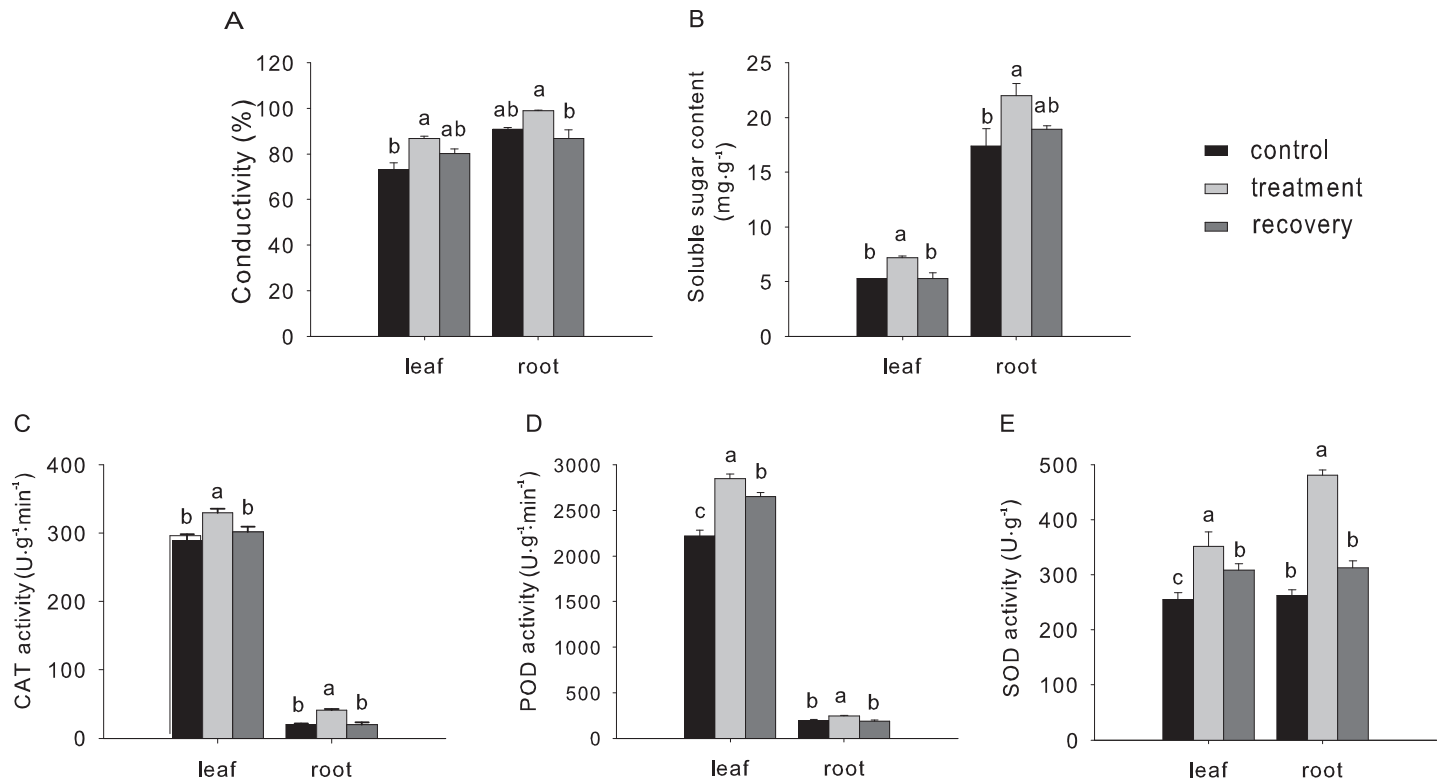 A
Conductivity (%)
120
100
80
60
40
20
0
b
a
ab
ab
a
b
leaf
root
B
Soluble sugar content
(mg·g⁻¹)
25
20
15
10
5
0
b
a
b
b
a
ab
leaf
root
control
treatment
recovery
C
CAT activity (U·g⁻¹·min⁻¹)
400
300
200
100
0
b
a
b
b
a
b
leaf
root
D
POD activity (U·g⁻¹·min⁻¹)
3000
2500
2000
1500
1000
500
0
c
a
b
b
a
b
leaf
root
E
SOD activity (U·g⁻¹)
500
400
300
200
100
0
c
a
b
b
a
b
leaf
root